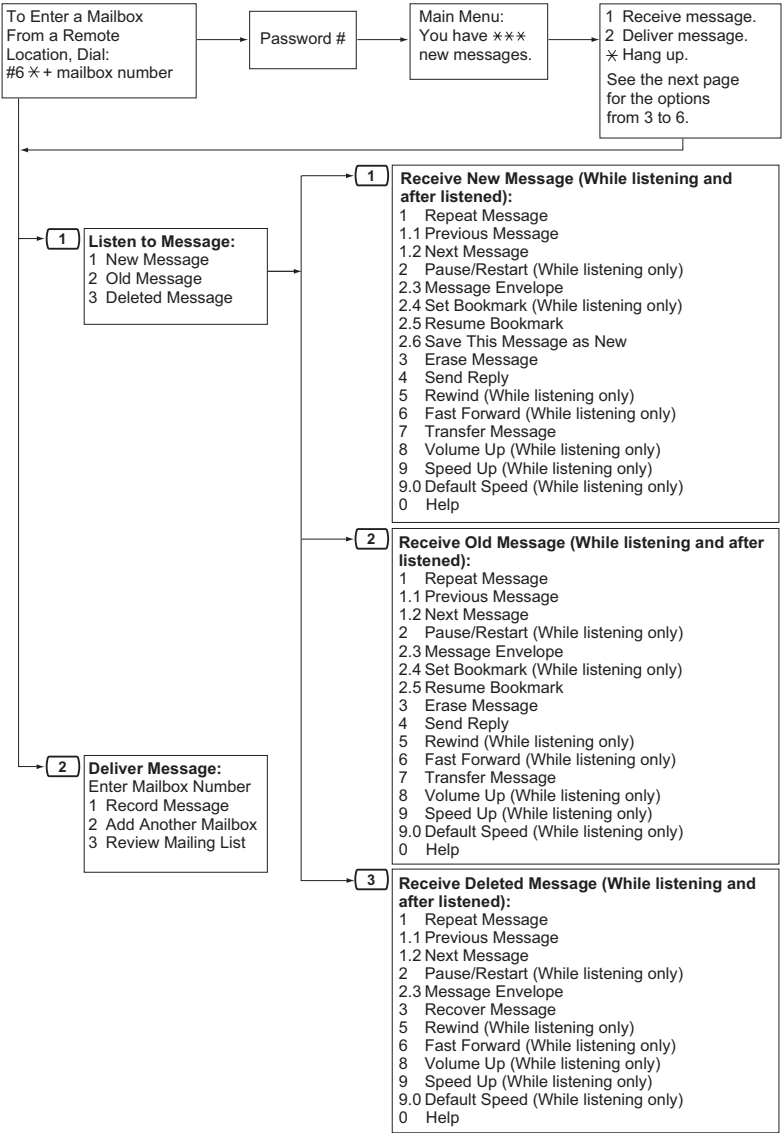 To Enter a Mailbox
From a Remote
Location, Dial:
#6 ✳ + mailbox number
Password #
Main Menu:
You have ✳✳✳
new messages.
1 Receive message.
2 Deliver message.
✳ Hang up.
See the next page
for the options
from 3 to 6.
1
Listen to Message:
1 New Message
2 Old Message
3 Deleted Message
1
Receive New Message (While listening and
after listened):
1 Repeat Message
1.1 Previous Message
1.2 Next Message
2 Pause/Restart (While listening only)
2.3 Message Envelope
2.4 Set Bookmark (While listening only)
2.5 Resume Bookmark
2.6 Save This Message as New
3 Erase Message
4 Send Reply
5 Rewind (While listening only)
6 Fast Forward (While listening only)
7 Transfer Message
8 Volume Up (While listening only)
9 Speed Up (While listening only)
9.0 Default Speed (While listening only)
0 Help
2
Receive Old Message (While listening and after
listened):
1 Repeat Message
1.1 Previous Message
1.2 Next Message
2 Pause/Restart (While listening only)
2.3 Message Envelope
2.4 Set Bookmark (While listening only)
2.5 Resume Bookmark
3 Erase Message
4 Send Reply
5 Rewind (While listening only)
6 Fast Forward (While listening only)
7 Transfer Message
8 Volume Up (While listening only)
9 Speed Up (While listening only)
9.0 Default Speed (While listening only)
0 Help
2
Deliver Message:
Enter Mailbox Number
1 Record Message
2 Add Another Mailbox
3 Review Mailing List
3
Receive Deleted Message (While listening and
after listened):
1 Repeat Message
1.1 Previous Message
1.2 Next Message
2 Pause/Restart (While listening only)
2.3 Message Envelope
3 Recover Message
5 Rewind (While listening only)
6 Fast Forward (While listening only)
8 Volume Up (While listening only)
9 Speed Up (While listening only)
9.0 Default Speed (While listening only)
0 Help